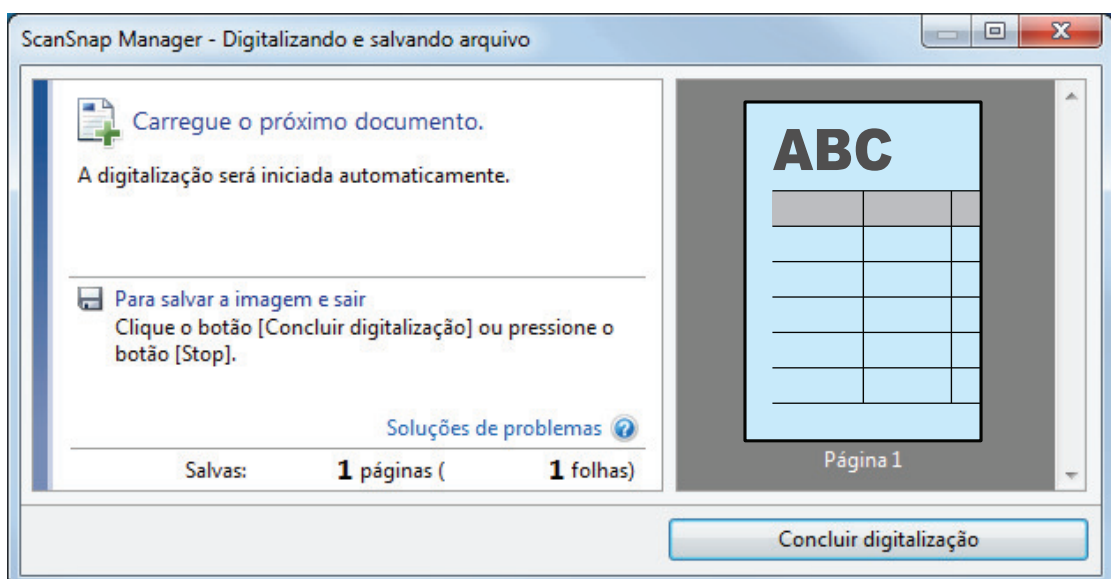 ScanSnap Manager - Digitalizando e salvando arquivo
Carregue o próximo documento.
A digitalização será iniciada automaticamente.
Para salvar a imagem e sair
Clique o botão [Concluir digitalização] ou pressione o
botão [Stop].
Soluções de problemas
Salvas: 1 páginas ( 1 folhas)
ABC
Página 1
Concluir digitalização